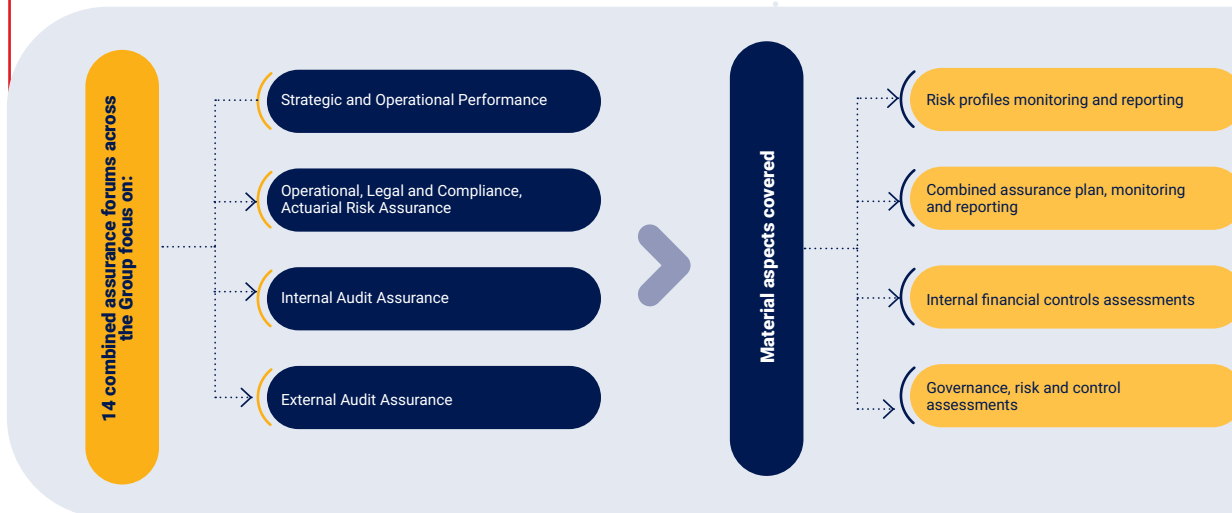 14 combined assurance forums across
the Group focus on:
Strategic and Operational Performance
Operational, Legal and Compliance,
Actuarial Risk Assurance
Internal Audit Assurance
External Audit Assurance
Material aspects covered
Risk profiles monitoring and reporting
Combined assurance plan, monitoring
and reporting
Internal financial controls assessments
Governance, risk and control
assessments